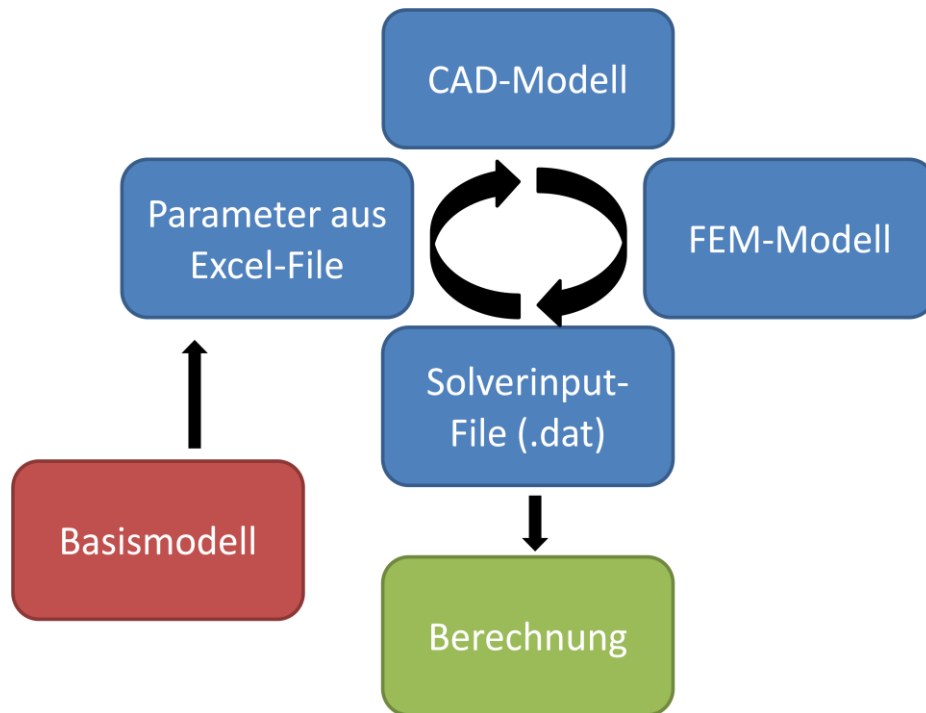 CAD-Modell
Parameter aus
Excel-File
FEM-Modell
Solverinput-
File (.dat)
Basismodell
Berechnung